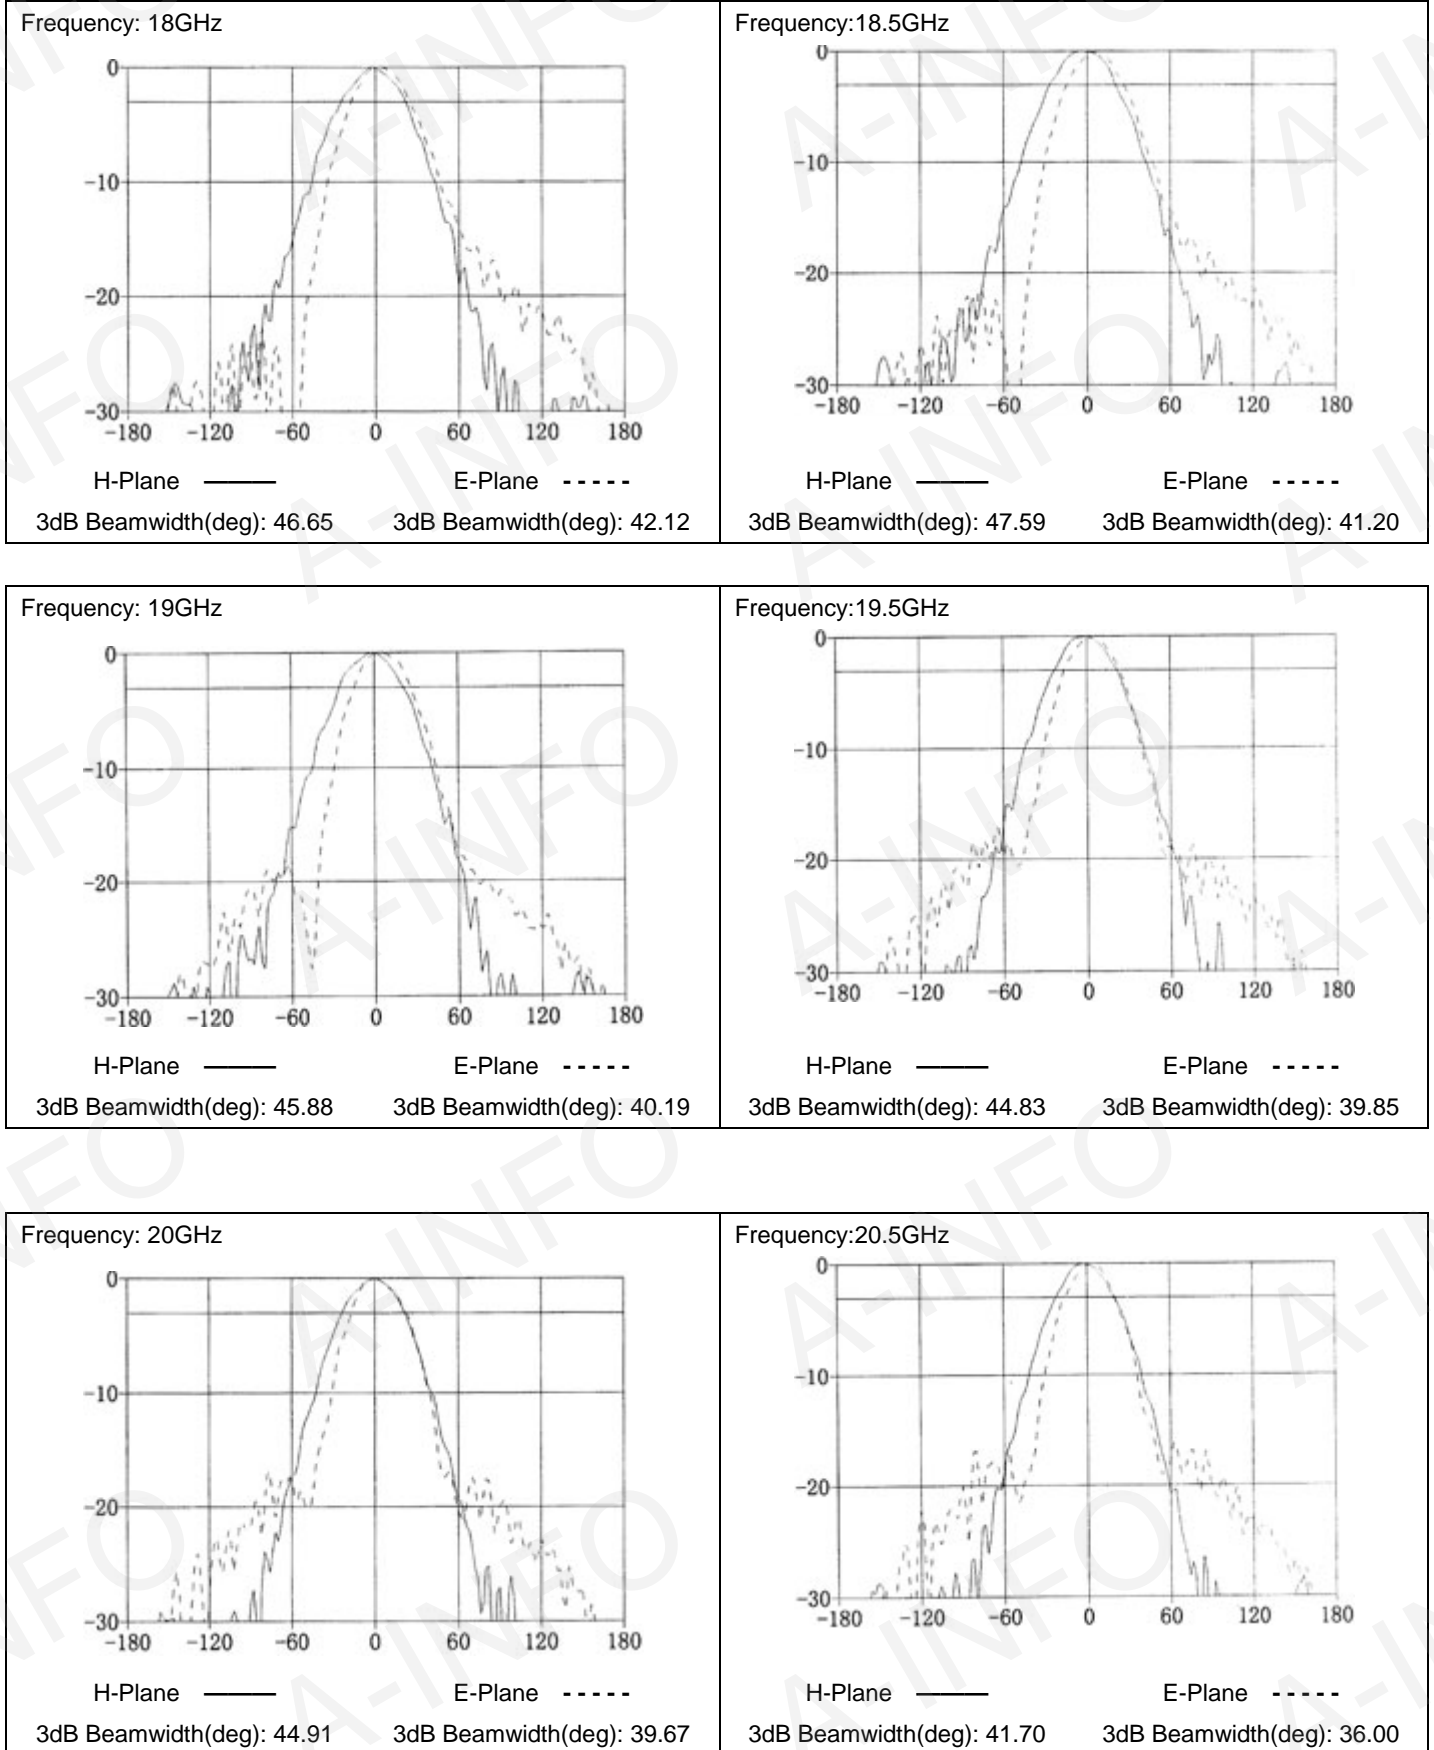 Frequency: 18GHz
0
-10
-20
-30
-180 -120 -60 0 60 120 180
H-Plane E-Plane
3dB Beamwidth(deg): 46.65 3dB Beamwidth(deg): 42.12
Frequency:18.5GHz
0
-10
-20
-30
-180 -120 -60 0 60 120 180
H-Plane E-Plane
3dB Beamwidth(deg): 47.59 3dB Beamwidth(deg): 41.20
Frequency: 19GHz
0
-10
-20
-30
-180 -120 -60 0 60 120 180
H-Plane E-Plane
3dB Beamwidth(deg): 45.88 3dB Beamwidth(deg): 40.19
Frequency:19.5GHz
0
-10
-20
-30
-180 -120 -60 0 60 120 180
H-Plane E-Plane
3dB Beamwidth(deg): 44.83 3dB Beamwidth(deg): 39.85
Frequency: 20GHz
0
-10
-20
-30
-180 -120 -60 0 60 120 180
H-Plane E-Plane
3dB Beamwidth(deg): 44.91 3dB Beamwidth(deg): 39.67
Frequency:20.5GHz
0
-10
-20
-30
-180 -120 -60 0 60 120 180
H-Plane E-Plane
3dB Beamwidth(deg): 41.70 3dB Beamwidth(deg): 36.00
A-INFO